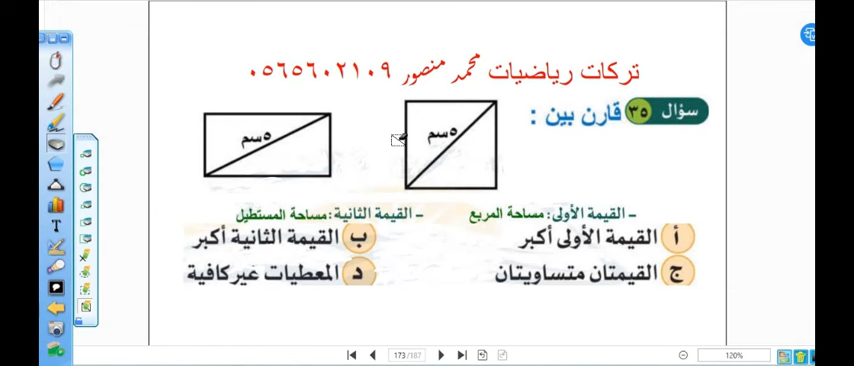 تركات رياضيات محمد منصور ٠٥٦٥٦٠٢١٠٩
سؤال ٣٥ قارن بين :
٥سم
٥سم
- القيمة الأولى: مساحة المربع
- القيمة الثانية: مساحة المستطيل
أ القيمة الأولى أكبر
ب القيمة الثانية أكبر
ج القيمتان متساويتان
د المعطيات غير كافية
T
173 /187
120%